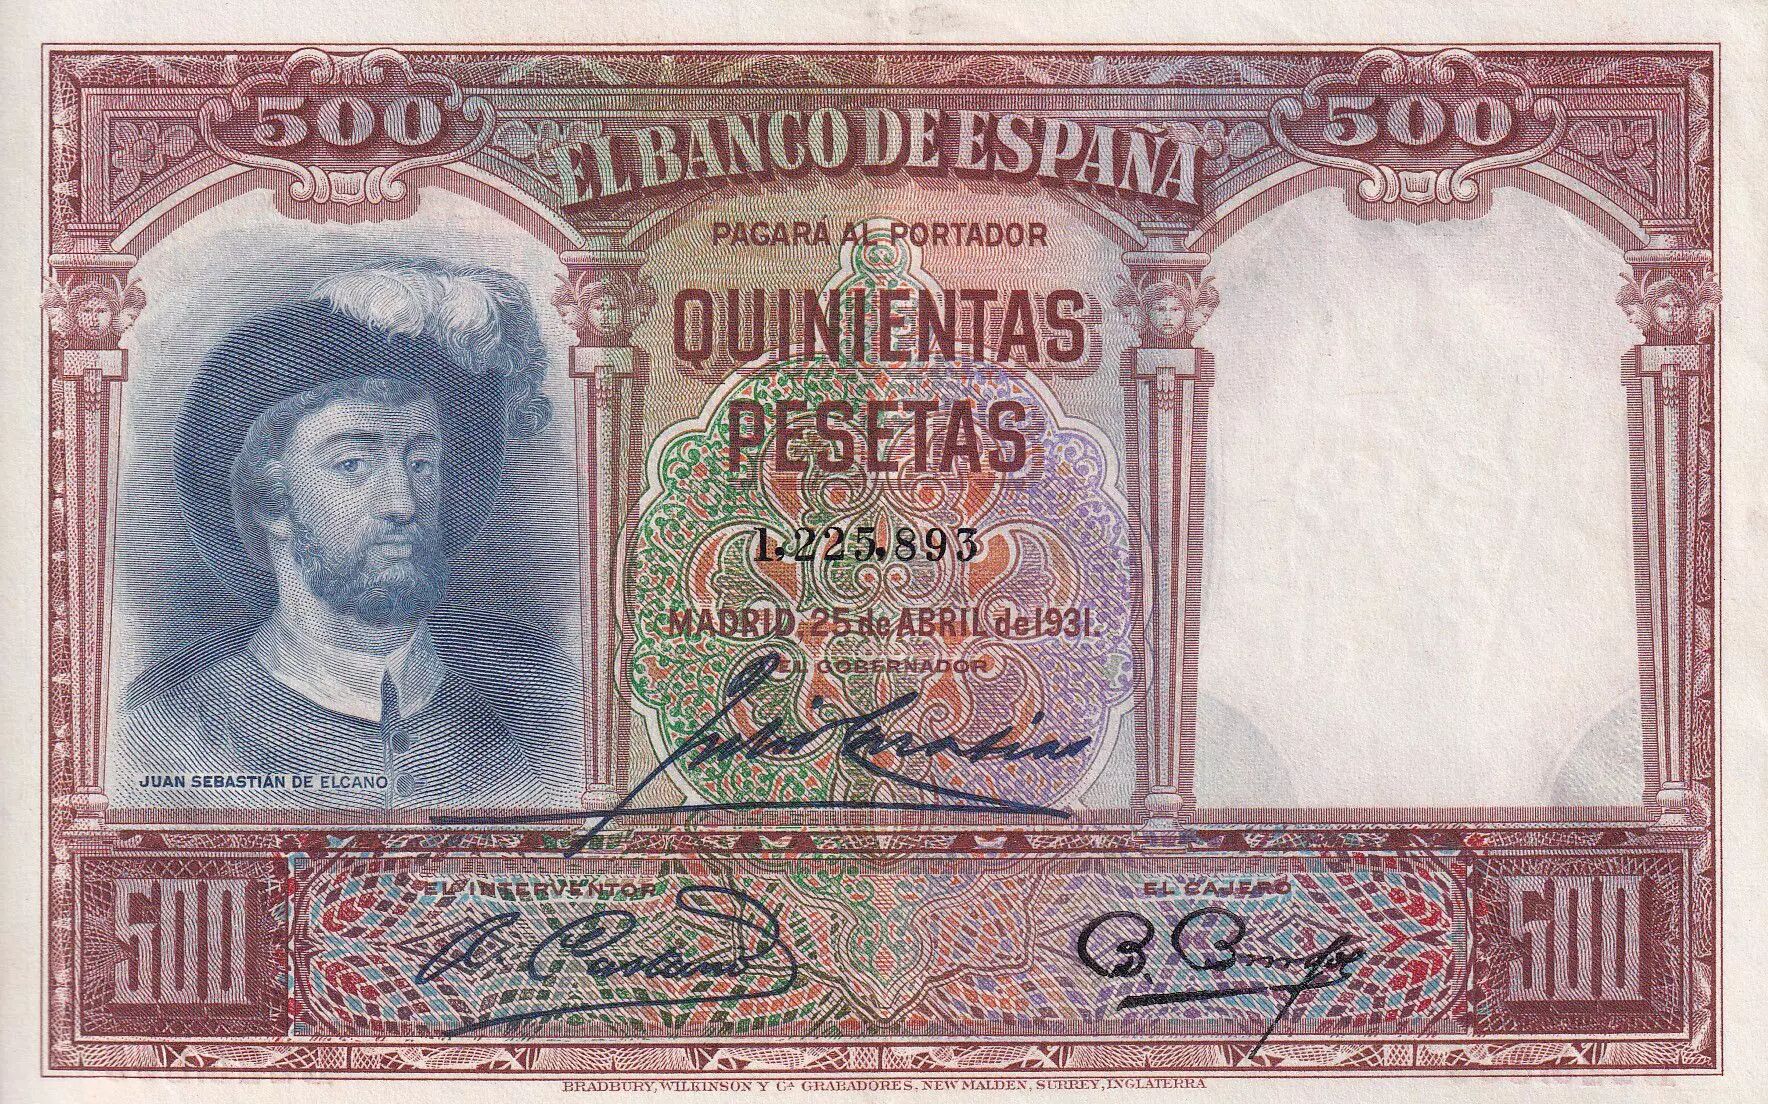 500 500
EL BANCO DE ESPAÑA
PAGARÁ AL PORTADOR
QUINIENTAS
PESETAS
1,225,893
MADRID, 25 de ABRIL de 1931.
EL GOBERNADOR
JUAN SEBASTIÁN DE ELCANO
500 500
EL INTERVENTOR
EL CAJERO
BRADBURY, WILKINSON Y Cª GRABADORES, NEW MALDEN, SURREY, INGLATERRA